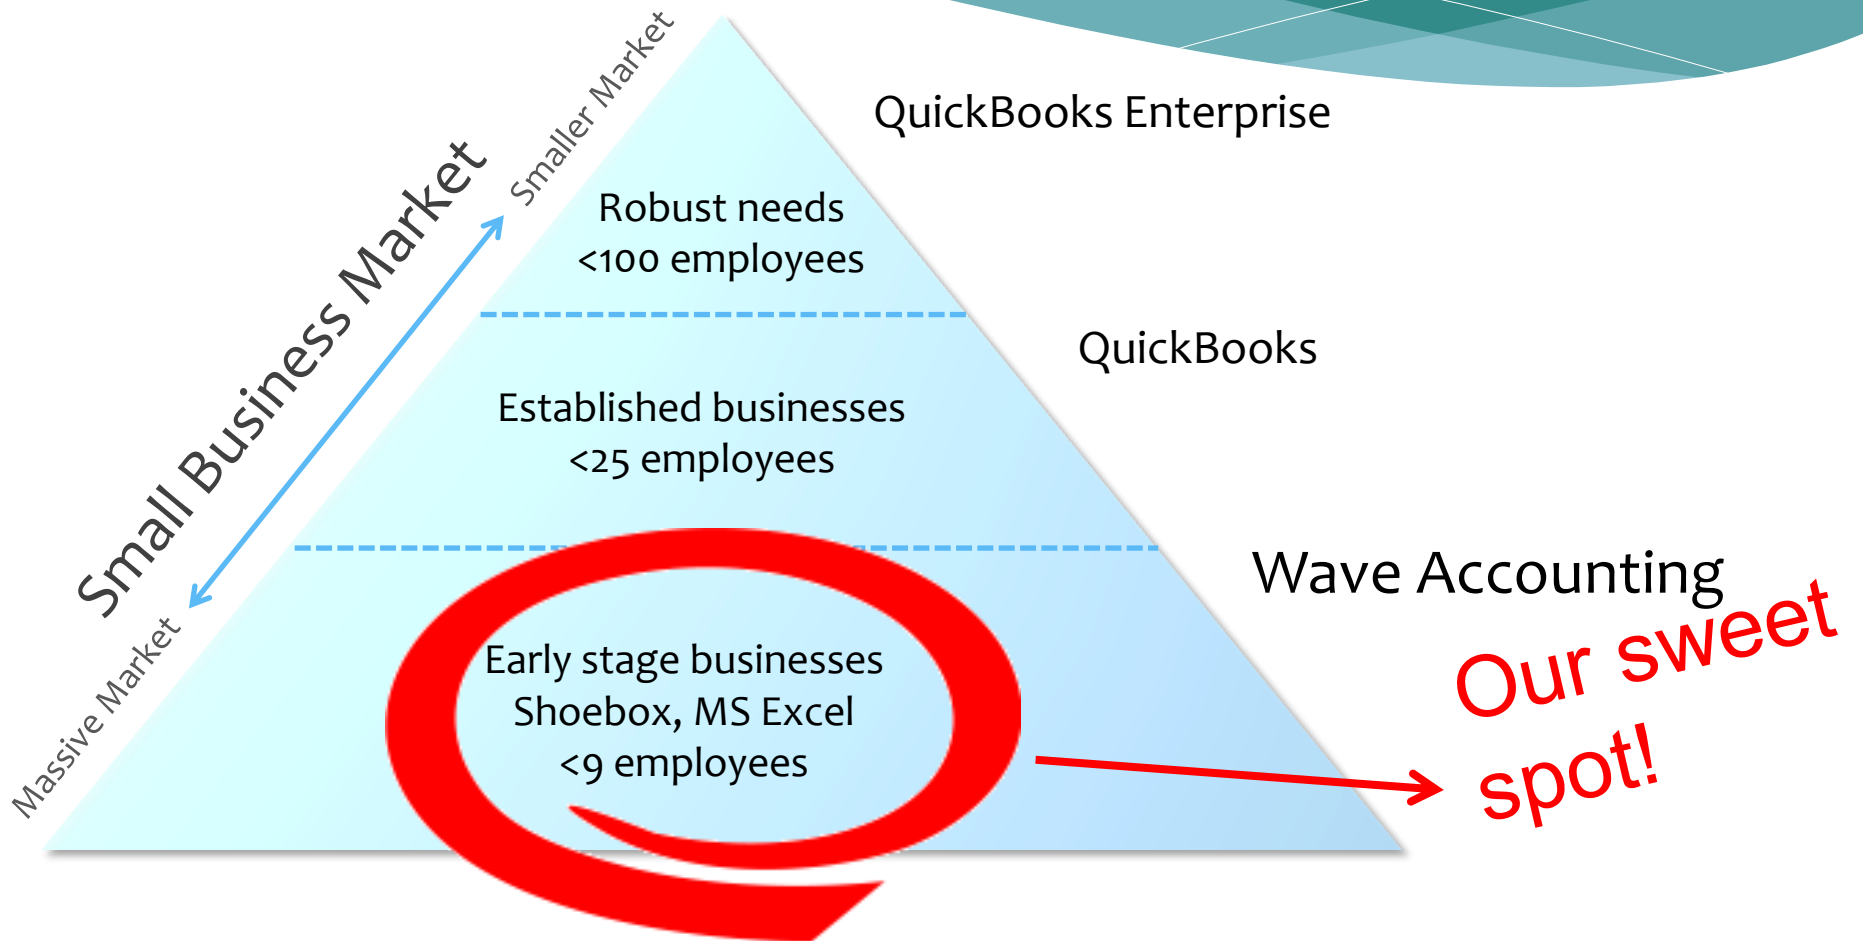 Small Business Market
Smaller Market
Massive Market
QuickBooks Enterprise
Robust needs
<100 employees
QuickBooks
Established businesses
<25 employees
Wave Accounting
Our sweet
spot!
Early stage businesses
Shoebox, MS Excel
<9 employees